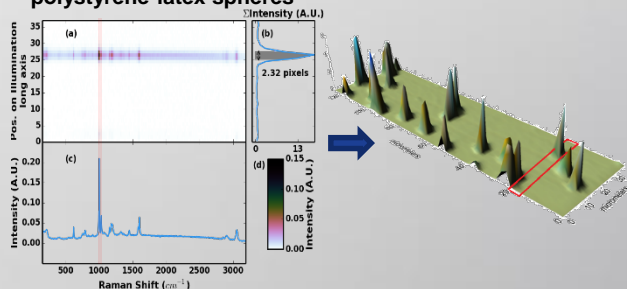 polystyrene latex spheres
ΣIntensity (A.U.)
Pos. on Illumination
long axis
35
30
25
20
15
10
5
0
(a)
(b)
2.32 pixels
0
13
(c)
(d)
Intensity (A.U.)
0.20
0.15
0.10
0.05
0.00
0.15
0.10
0.05
0.00
Intensity (A.U.)
500
1000
1500
2000
2500
3000
Raman Shift (cm⁻¹)